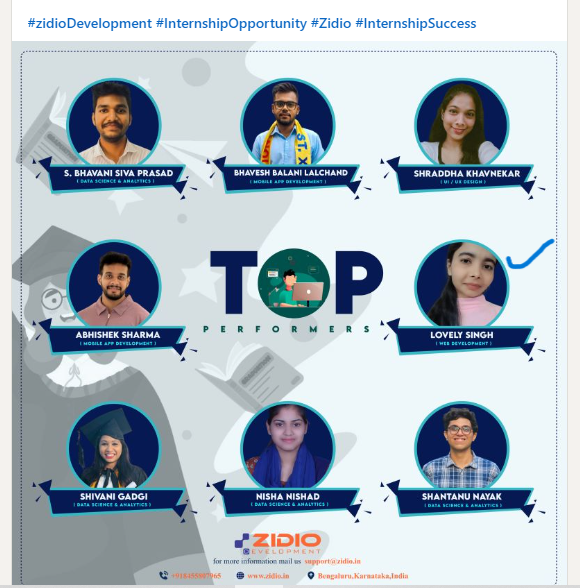 #zidioDevelopment #InternshipOpportunity #Zidio #InternshipSuccess
S. BHAVANI SIVA PRASAD
( DATA SCIENCE & ANALYTICS )
BHAVESH BALANI LALCHAND
( MOBILE APP DEVELOPMENT )
SHRADDHA KHAVNEKAR
( UI / UX DESIGN )
TOP
PERFORMERS
ABHISHEK SHARMA
( MOBILE APP DEVELOPMENT )
LOVELY SINGH
( WEB DEVELOPMENT )
SHIVANI GADGI
( DATA SCIENCE & ANALYTICS )
NISHA NISHAD
( DATA SCIENCE & ANALYTICS )
SHANTANU NAYAK
( DATA SCIENCE & ANALYTICS )
ZIDIO
DEVELOPMENT
for more information mail us support@zidio.in
www.zidio.in Bengaluru,Karnataka,India